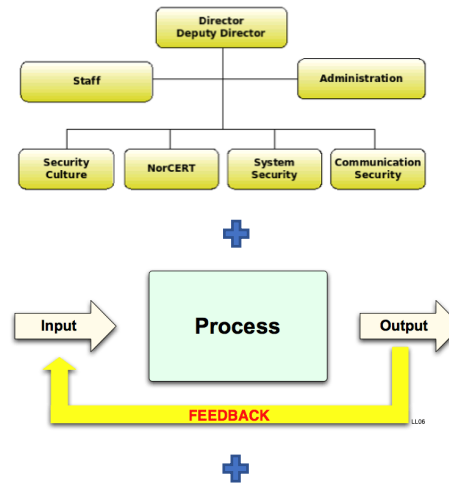 Director
Deputy Director
Staff
Administration
Security
Culture
NorCERT
System
Security
Communication
Security
Input
Process
Output
FEEDBACK
LL06